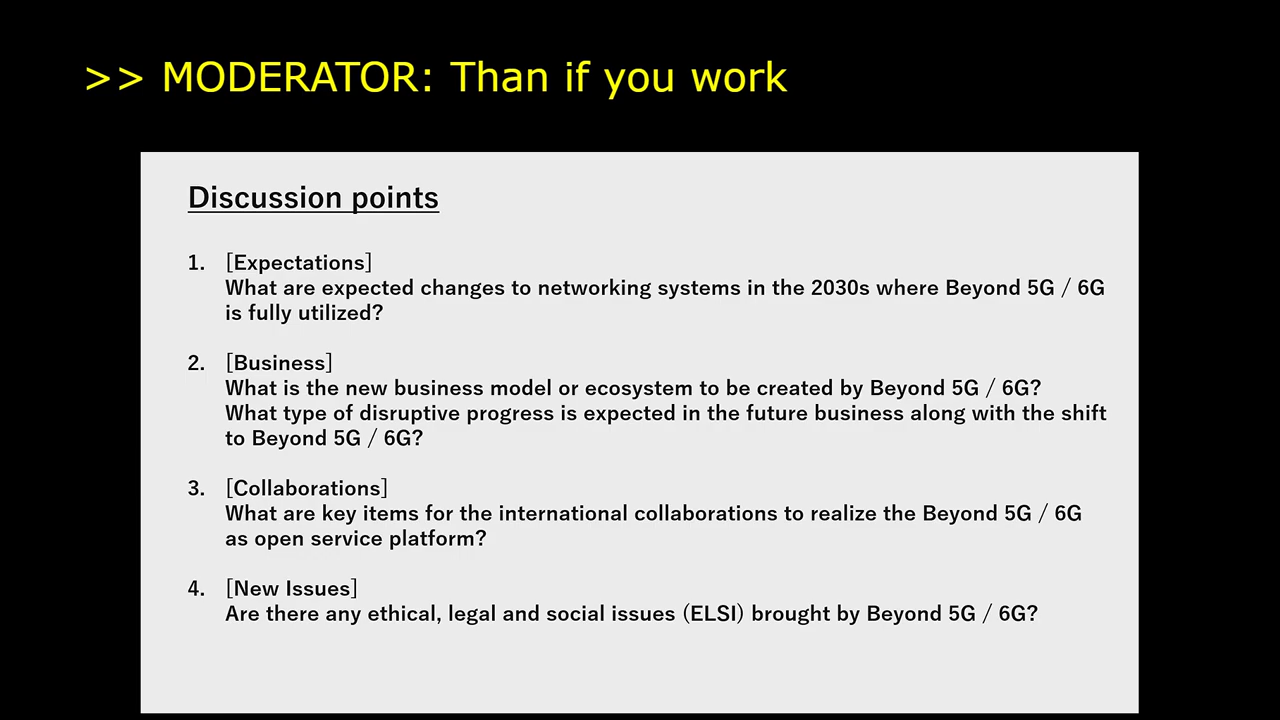 >> MODERATOR: Than if you work
Discussion points
1. [Expectations]
What are expected changes to networking systems in the 2030s where Beyond 5G / 6G
is fully utilized?
2. [Business]
What is the new business model or ecosystem to be created by Beyond 5G / 6G?
What type of disruptive progress is expected in the future business along with the shift
to Beyond 5G / 6G?
3. [Collaborations]
What are key items for the international collaborations to realize the Beyond 5G / 6G
as open service platform?
4. [New Issues]
Are there any ethical, legal and social issues (ELSI) brought by Beyond 5G / 6G?